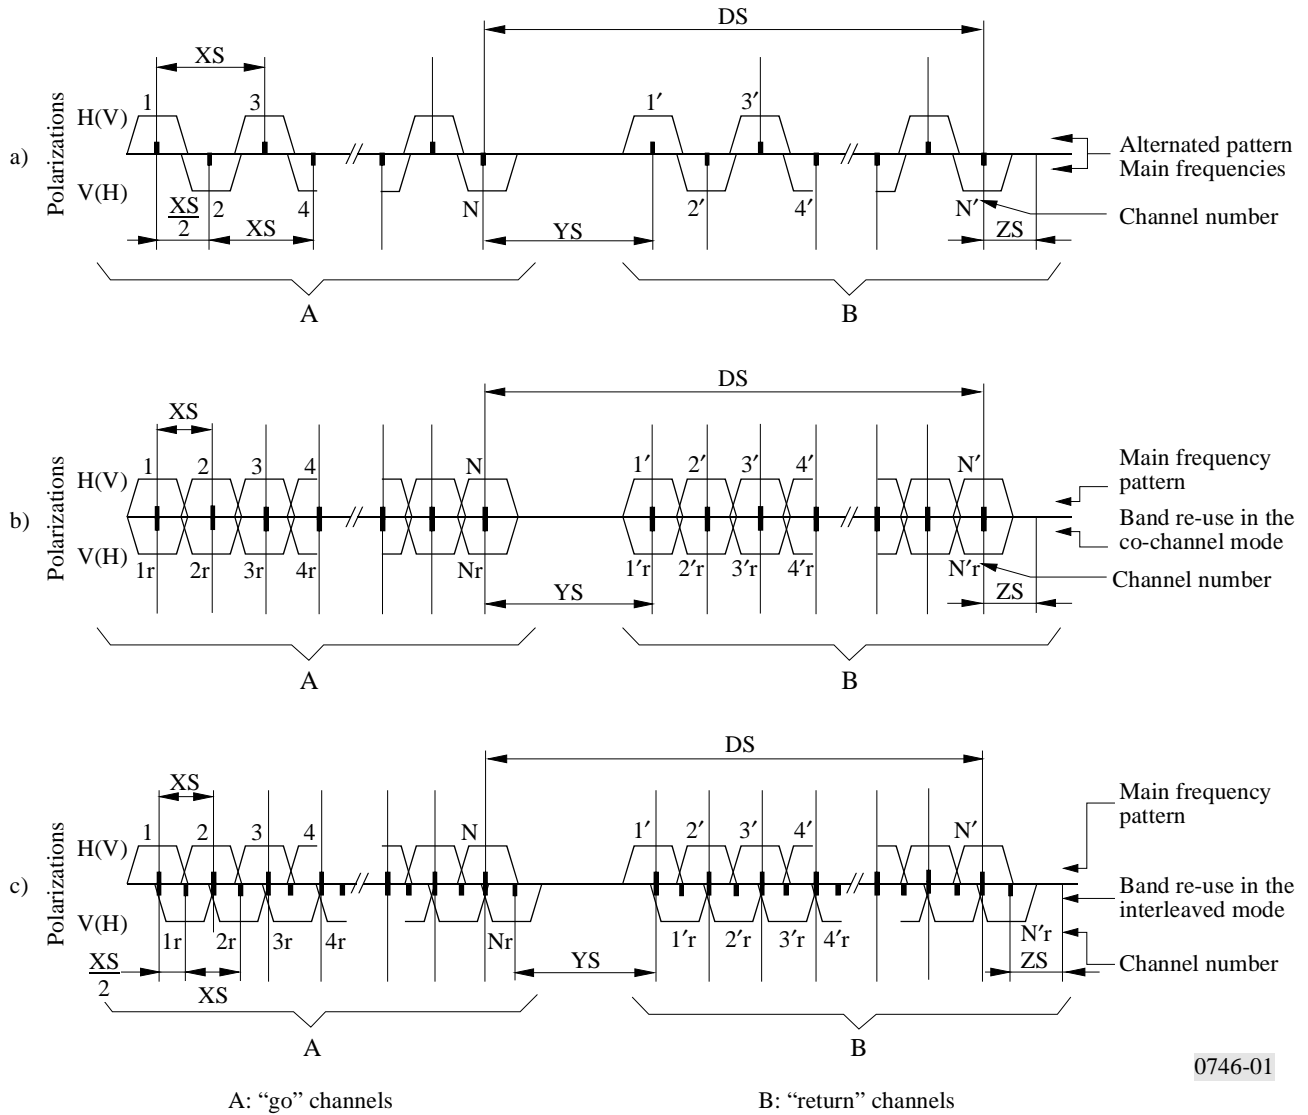 a)
Polarizations
H(V)
V(H)
DS
XS
1
3
1′
3′
2
4
N
2′
4′
N′
XS
2
XS
YS
ZS
Alternated pattern
Main frequencies
Channel number
A
B
b)
Polarizations
H(V)
V(H)
DS
XS
1
2
3
4
N
1′
2′
3′
4′
N′
1r
2r
3r
4r
Nr
1′r
2′r
3′r
4′r
N′r
YS
ZS
Main frequency
pattern
Band re-use in the
co-channel mode
Channel number
A
B
c)
Polarizations
H(V)
V(H)
DS
XS
1
2
3
4
N
1′
2′
3′
4′
N′
1r
2r
3r
4r
Nr
1′r
2′r
3′r
4′r
N′r
XS
2
XS
YS
ZS
Main frequency
pattern
Band re-use in the
interleaved mode
Channel number
A
B
0746-01
A: “go” channels
B: “return” channels